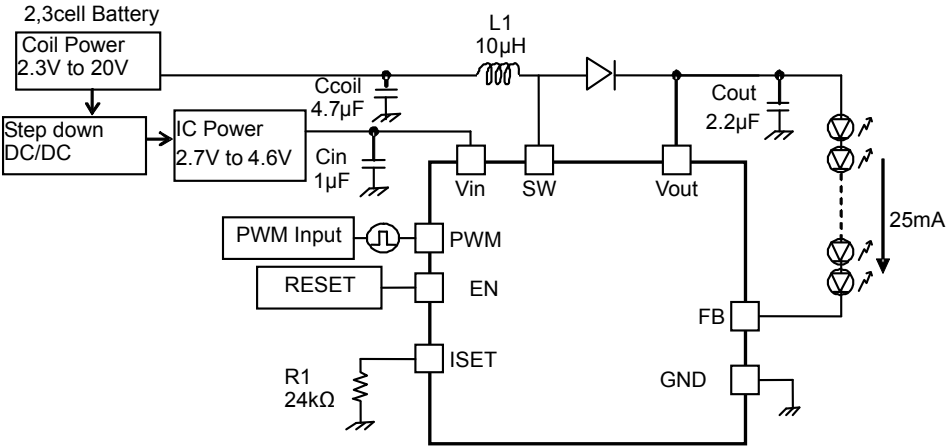 2,3cell Battery
Coil Power
2.3V to 20V
Step down
DC/DC
IC Power
2.7V to 4.6V
Ccoil
4.7µF
Cin
1µF
L1
10µH
Cout
2.2µF
Vin
SW
Vout
25mA
PWM Input
PWM
RESET
EN
FB
ISET
GND
R1
24kΩ